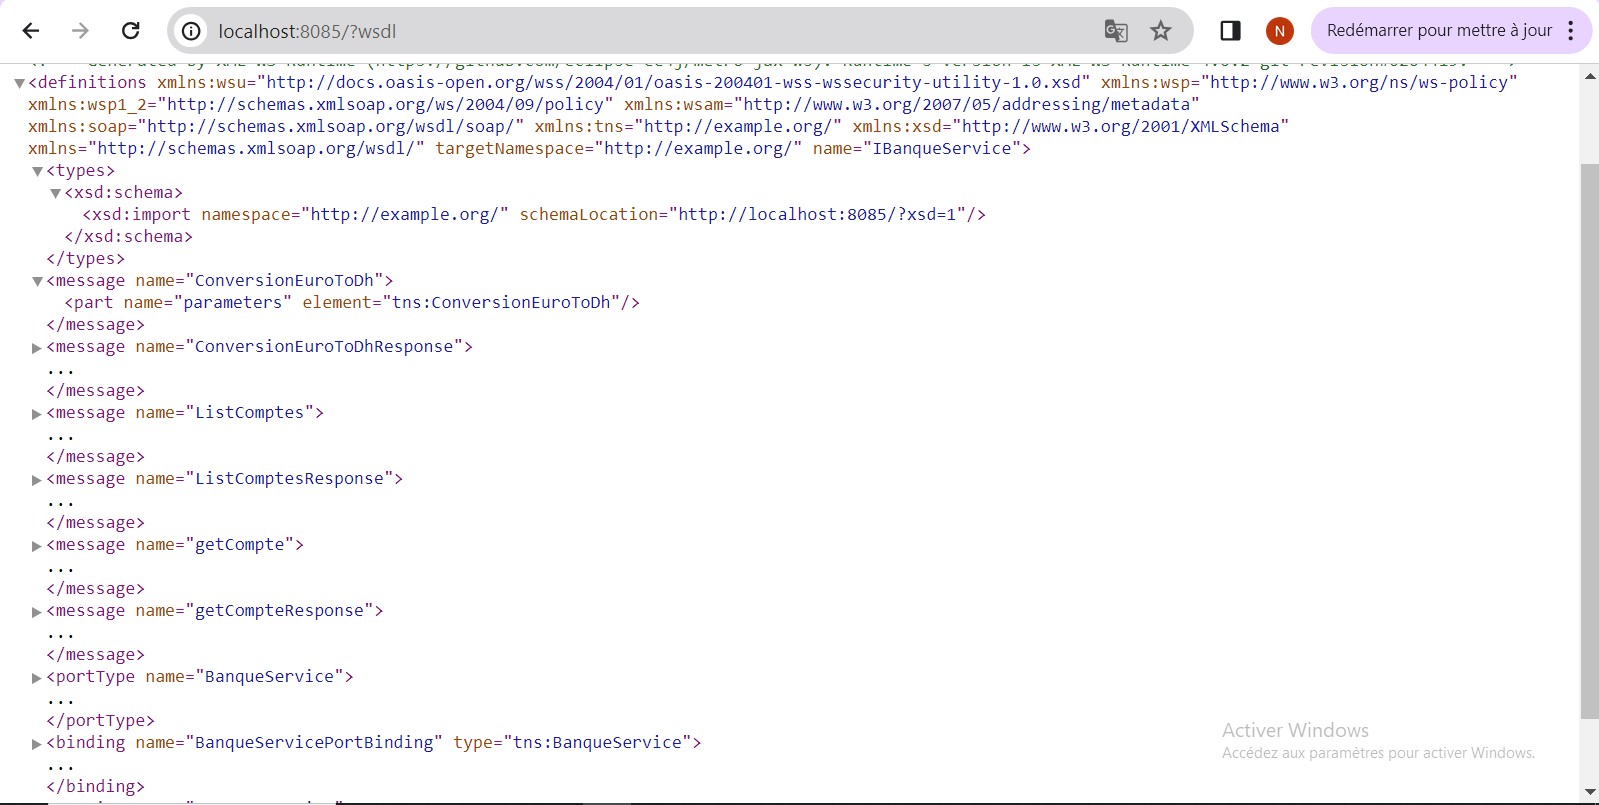 localhost:8085/?wsdl
N
Redémarrer pour mettre à jour
<definitions xmlns:wsu="http://docs.oasis-open.org/wss/2004/01/oasis-200401-wss-wssecurity-utility-1.0.xsd" xmlns:wsp="http://www.w3.org/ns/ws-policy"
xmlns:wsp1_2="http://schemas.xmlsoap.org/ws/2004/09/policy" xmlns:wsam="http://www.w3.org/2007/05/addressing/metadata"
xmlns:soap="http://schemas.xmlsoap.org/wsdl/soap/" xmlns:tns="http://example.org/" xmlns:xsd="http://www.w3.org/2001/XMLSchema"
xmlns="http://schemas.xmlsoap.org/wsdl/" targetNamespace="http://example.org/" name="IBanqueService">
<types>
<xsd:schema>
<xsd:import namespace="http://example.org/" schemaLocation="http://localhost:8085/?xsd=1"/>
</xsd:schema>
</types>
<message name="ConversionEuroToDh">
<part name="parameters" element="tns:ConversionEuroToDh"/>
</message>
<message name="ConversionEuroToDhResponse">
...
</message>
<message name="ListComptes">
...
</message>
<message name="ListComptesResponse">
...
</message>
<message name="getCompte">
...
</message>
<message name="getCompteResponse">
...
</message>
<portType name="BanqueService">
...
</portType>
<binding name="BanqueServicePortBinding" type="tns:BanqueService">
...
</binding>
Activer Windows
Accédez aux paramètres pour activer Windows.